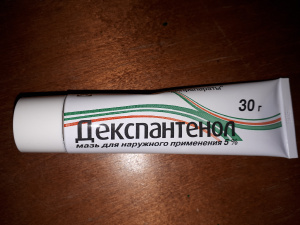 30 г
Декспантенол
мазь для наружного применения 5%